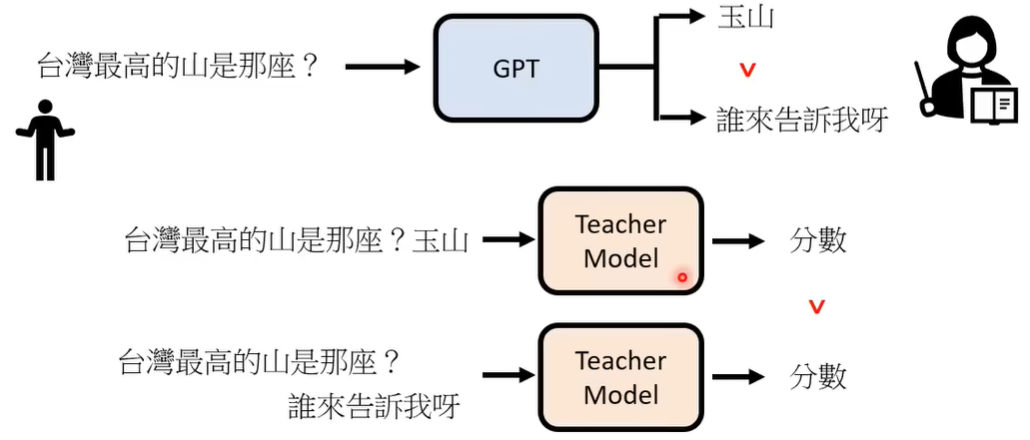 台灣最高的山是那座？
GPT
玉山
v
誰來告訴我呀
台灣最高的山是那座？玉山
Teacher
Model
分數
v
台灣最高的山是那座？
誰來告訴我呀
Teacher
Model
分數